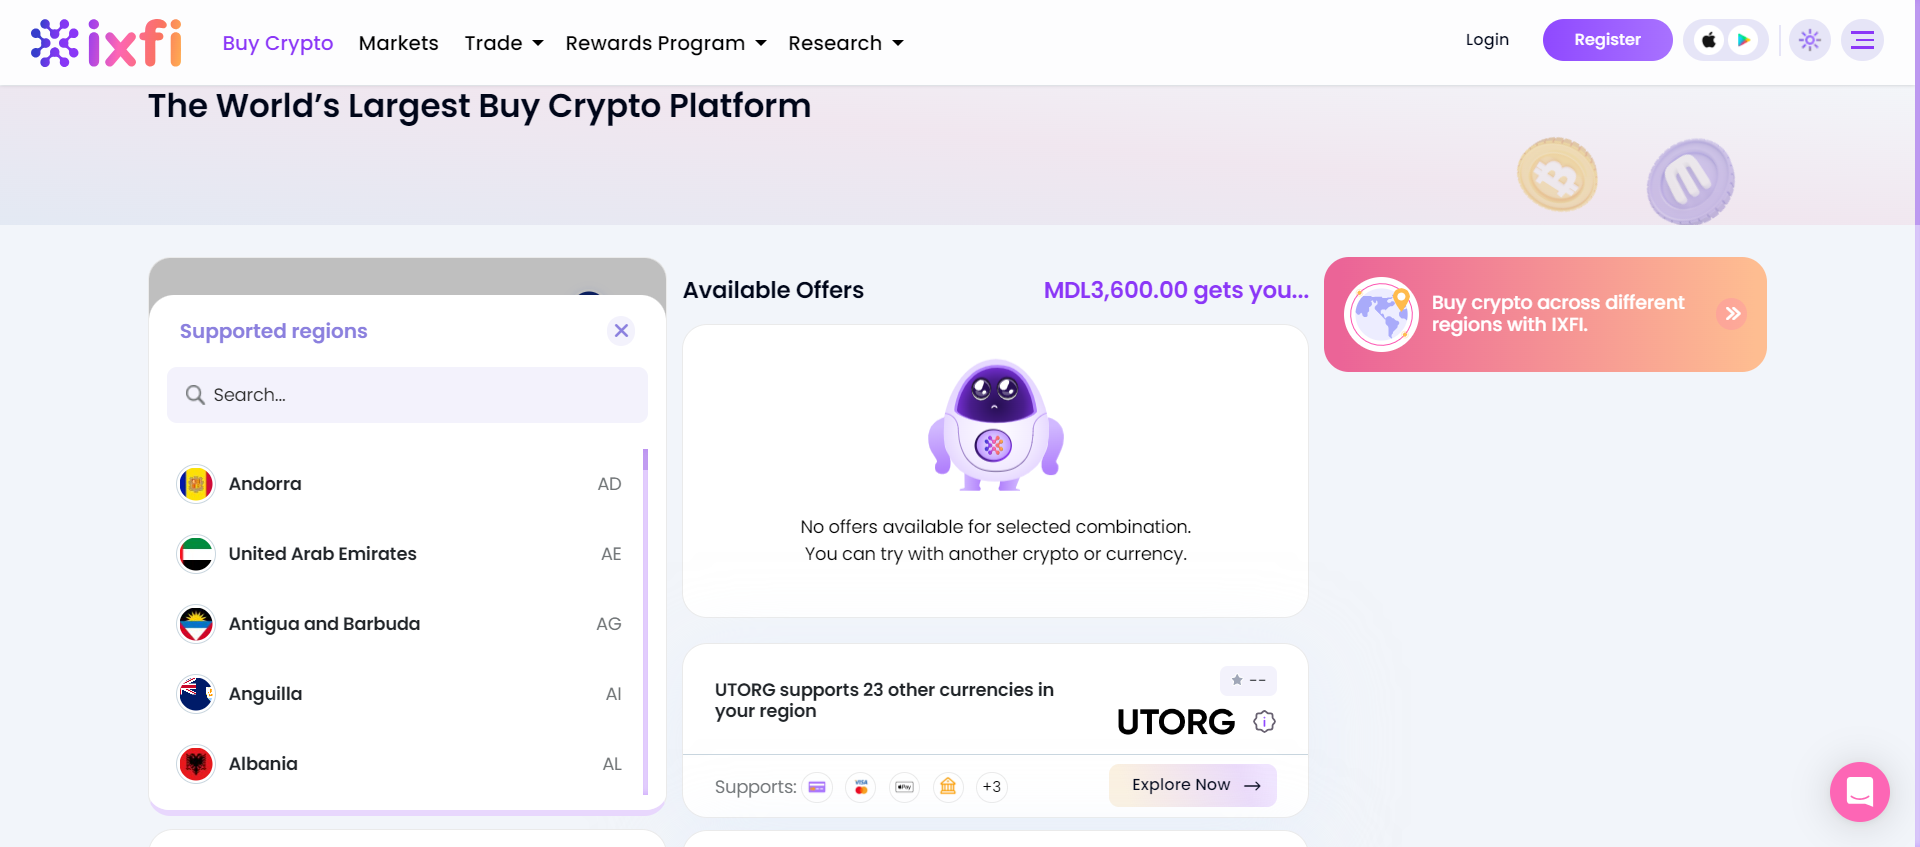 ixfi
Buy Crypto
Markets
Trade
Rewards Program
Research
Login
Register
The World's Largest Buy Crypto Platform
Supported regions
Search...
Andorra AD
United Arab Emirates AE
Antigua and Barbuda AG
Anguilla AI
Albania AL
Available Offers
MDL3,600.00 gets you...
No offers available for selected combination.
You can try with another crypto or currency.
UTORG supports 23 other currencies in
your region
--
UTORG
i
Supports:
VISA
Pay
+3
Explore Now
Buy crypto across different
regions with IXFI.